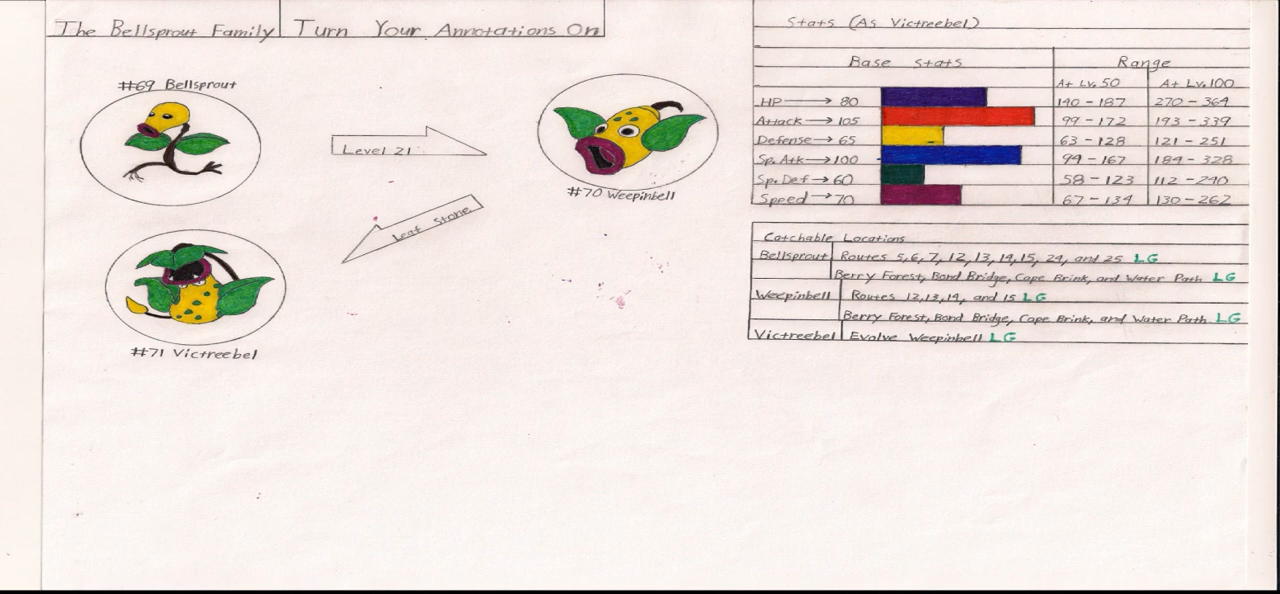 The Bellsprout Family Turn Your Annotations On
#69 Bellsprout
Level 21
#70 Weepinbell
Leaf Stone
#71 Victreebel
Stats (As Victreebel)
Base Stats Range
At Lv. 50 At Lv. 100
HP → 80 140 - 187 270 - 364
Attack → 105 99 - 172 193 - 339
Defense → 65 63 - 128 121 - 251
Sp. Atk → 100 94 - 167 184 - 328
Sp. Def → 60 58 - 123 112 - 240
Speed → 70 67 - 134 130 - 262
Catchable Locations
Bellsprout Routes 5, 6, 7, 12, 13, 14, 15, 24, and 25 LG
Berry Forest, Bond Bridge, Cape Brink, and Water Path LG
Weepinbell Routes 12, 13, 14, and 15 LG
Berry Forest, Bond Bridge, Cape Brink, and Water Path LG
Victreebel Evolve Weepinbell LG